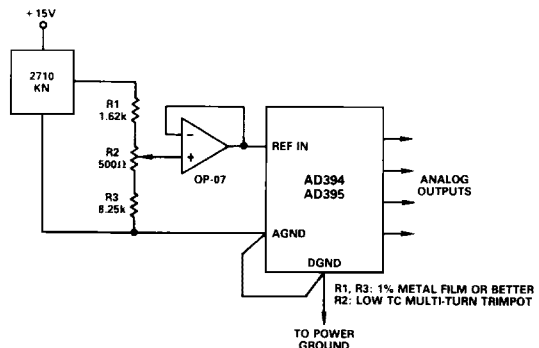 + 15V
2710
KN
R1
1.62k
R2
500Ω
R3
8.25k
−
+
OP-07
REF IN
AD394
AD395
AGND
DGND
ANALOG
OUTPUTS
R1, R3: 1% METAL FILM OR BETTER
R2: LOW TC MULTI-TURN TRIMPOT
TO POWER
GROUND